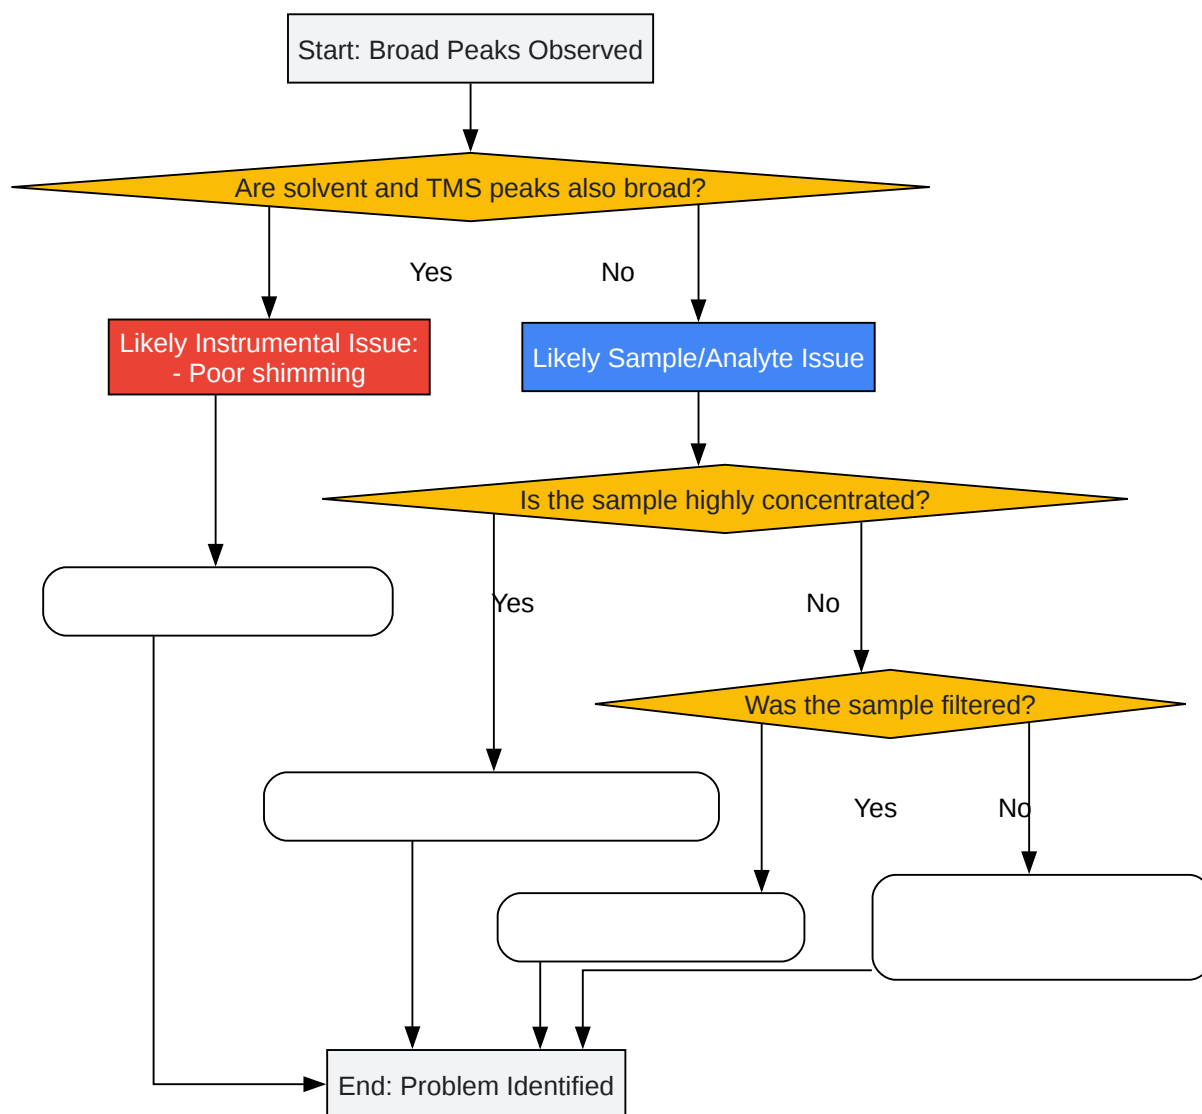 Start: Broad Peaks Observed
Are solvent and TMS peaks also broad?
Yes
No
Likely Instrumental Issue:
- Poor shimming
Likely Sample/Analyte Issue
Is the sample highly concentrated?
Yes
No
Was the sample filtered?
Yes
No
End: Problem Identified